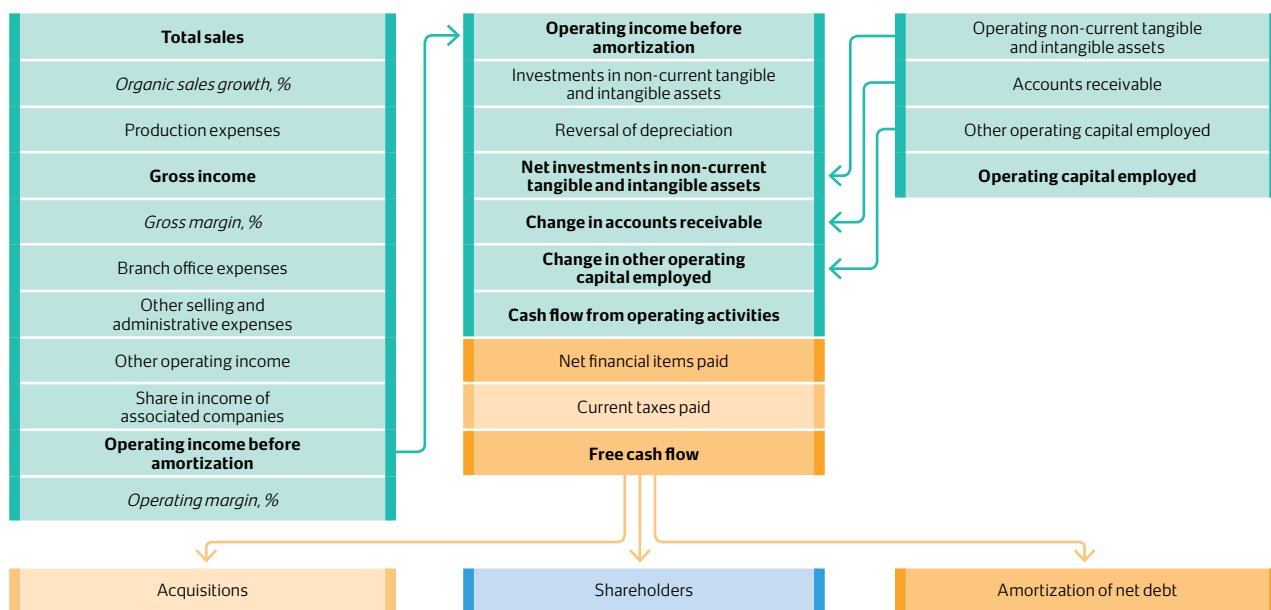 Total sales
Organic sales growth, %
Production expenses
Gross income
Gross margin, %
Branch office expenses
Other selling and
administrative expenses
Other operating income
Share in income of
associated companies
Operating income before
amortization
Operating margin, %
Operating income before
amortization
Investments in non-current tangible
and intangible assets
Reversal of depreciation
Net investments in non-current
tangible and intangible assets
Change in accounts receivable
Change in other operating
capital employed
Cash flow from operating activities
Net financial items paid
Current taxes paid
Free cash flow
Operating non-current tangible
and intangible assets
Accounts receivable
Other operating capital employed
Operating capital employed
Acquisitions
Shareholders
Amortization of net debt